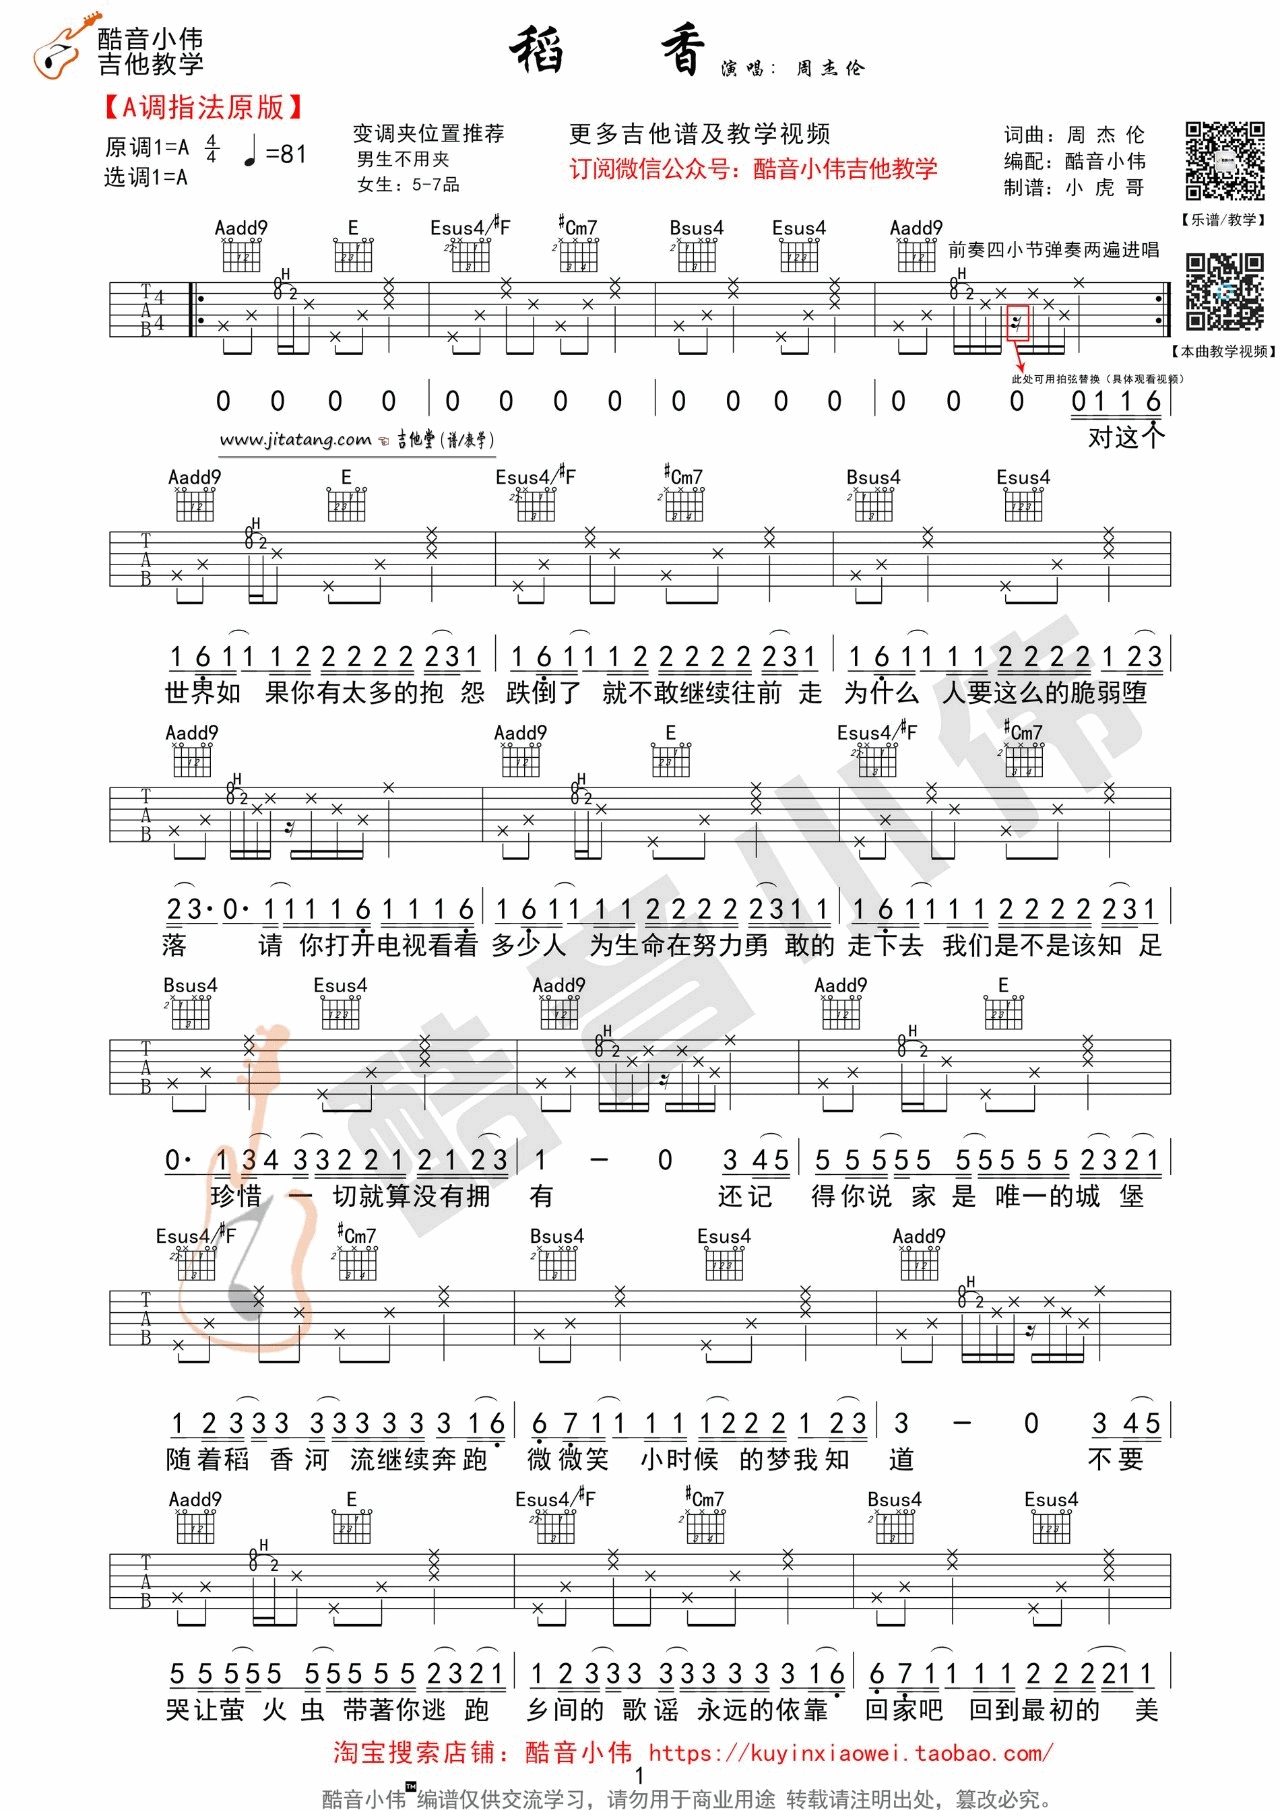 酷音小伟
吉他教学
稻 香 演唱：周杰伦
【A调指法原版】
原调1=A 4/4 ♩=81
选调1=A
变调夹位置推荐
男生不用夹
女生：5-7品
更多吉他谱及教学视频
订阅微信公众号：酷音小伟吉他教学
词曲：周 杰 伦
编配：酷音小伟
制谱：小 虎 哥
【乐谱/教学】
Aadd9 E Esus4/#F #Cm7 Bsus4 Esus4 Aadd9 前奏四小节弹奏两遍进唱
【本曲教学视频】
此处可用拍弦替换（具体观看视频）
0 0 0 0 | 0 0 0 0 | 0 0 0 0 | 0 0 0 0 1 1 6
www.jitatang.com 吉他堂(谱/教学)
对这个
Aadd9 E Esus4/#F #Cm7 Bsus4 Esus4
1 6 1 1 1 2 2 2 2 2 2 3 1 | 1 6 1 1 1 2 2 2 2 2 2 3 1 | 1 6 1 1 1 1 2 2 2 2 1 2 3
世界如 果你有太多的抱 怨 跌倒了 就不敢继续往前 走 为什么 人要这么的脆弱堕
Aadd9 Aadd9 E Esus4/#F #Cm7
2 3· 0· 1 1 1 1 6 1 1 1 6 | 1 6 1 1 1 1 2 2 2 2 2 3 1 1 | 1 6 1 1 1 1 2 2 2 2 2 3 1
落 请 你打开电视看看 多少人 为生命在努力勇 敢的 走下去 我们是不是该知 足
Bsus4 Esus4 Aadd9 Aadd9 E
0· 1 3 4 3 3 2 2 1 2 1 2 3 | 1 － 0 3 4 5 | 5 5 5 5 5 5 5 5 5 5 2 3 2 1
珍惜 一 切就算没有拥 有 还记 得你说 家 是 唯一的城 堡
Esus4/#F #Cm7 Bsus4 Esus4 Aadd9
1 2 3 3 3 3 3 3 3 3 3 1 6 | 6 7 1 1 1 1 1 2 2 2 1 2 3 | 3 － 0 3 4 5
随着稻 香河 流继续奔 跑 微微笑 小时候 的梦我知 道 不要
Aadd9 E Esus4/#F #Cm7 Bsus4 Esus4
5 5 5 5 5 5 5 5 5 5 2 3 2 1 | 1 2 3 3 3 3 3 3 3 3 3 1 6 | 6 7 1 1 1 1 2 2 2 2 1 1
哭让萤 火 虫 带著你逃 跑 乡间的 歌谣 永远的依靠 回家吧 回到最初的 美
淘宝搜索店铺：酷音小伟 https://kuyinxiaowei.taobao.com/
1
酷音小伟™编谱仅供交流学习，请勿用于商业用途 转载请注明出处，篡改必究。